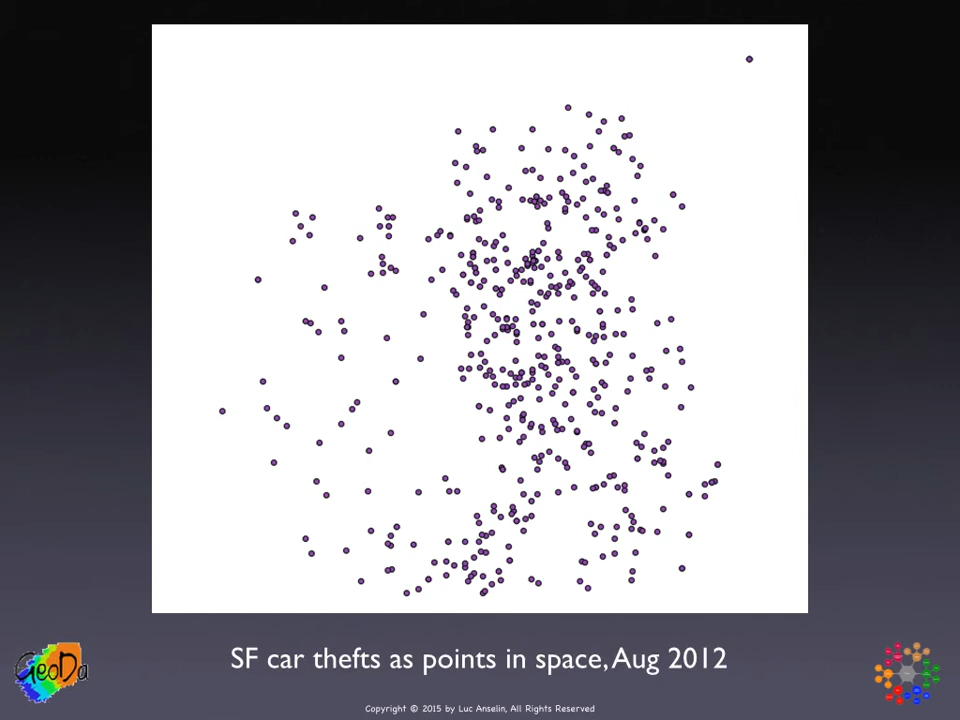 SF car thefts as points in space, Aug 2012
GeoDa
Copyright © 2015 by Luc Anselin, All Rights Reserved